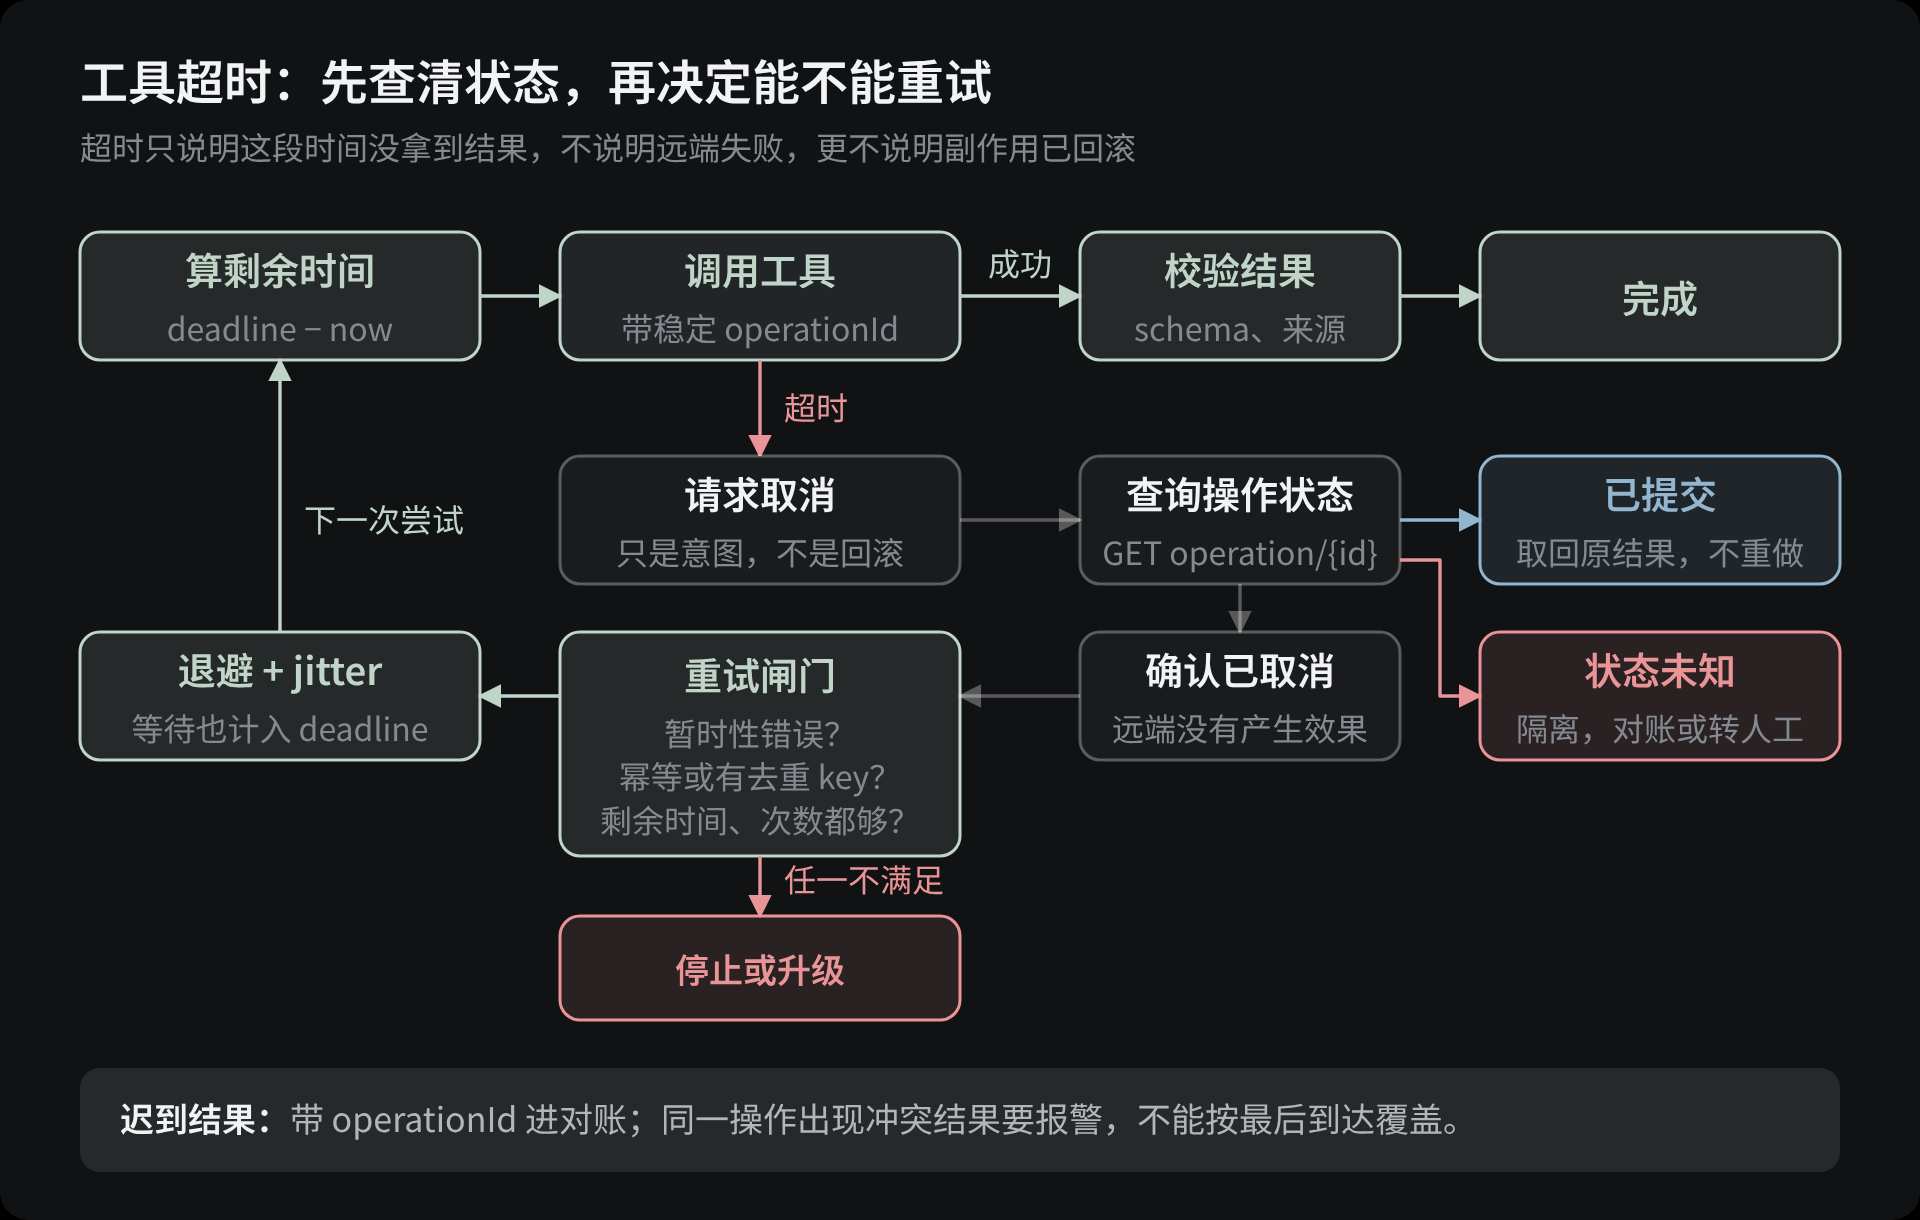 工具超时：先查清状态，再决定能不能重试
超时只说明这段时间没拿到结果，不说明远端失败，更不说明副作用已回滚
算剩余时间
deadline − now
调用工具
带稳定 operationId
成功
校验结果
schema、来源
完成
超时
请求取消
只是意图，不是回滚
查询操作状态
GET operation/{id}
已提交
取回原结果，不重做
下一次尝试
退避 + jitter
等待也计入 deadline
重试闸门
暂时性错误？
幂等或有去重 key？
剩余时间、次数都够？
确认已取消
远端没有产生效果
状态未知
隔离，对账或转人工
任一不满足
停止或升级
迟到结果：带 operationId 进对账；同一操作出现冲突结果要报警，不能按最后到达覆盖。